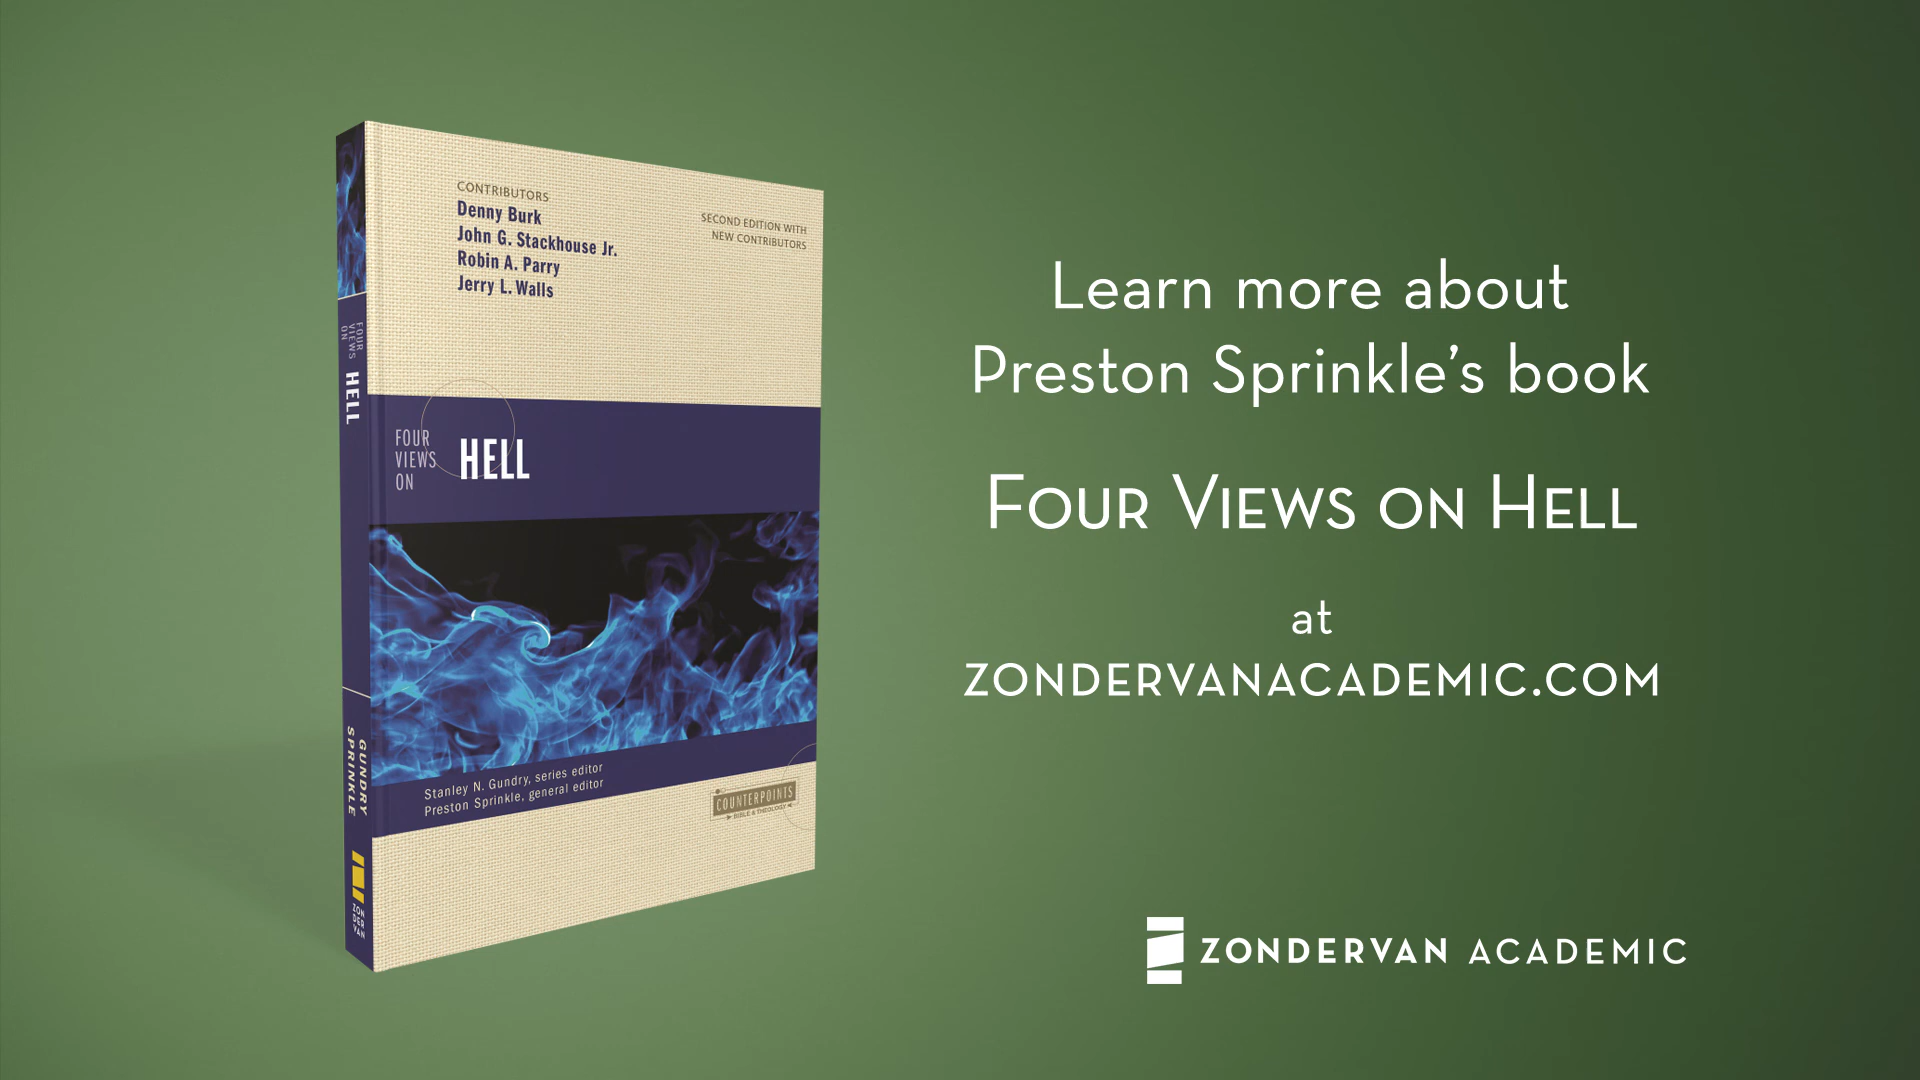 CONTRIBUTORS
Denny Burk
John G. Stackhouse Jr.
Robin A. Parry
Jerry L. Walls
SECOND EDITION WITH
NEW CONTRIBUTORS
FOUR
VIEWS
ON
HELL
Stanley N. Gundry, series editor
Preston Sprinkle, general editor
COUNTERPOINTS
BIBLE & THEOLOGY
FOUR
VIEWS
ON
HELL
GUNDRY
SPRINKLE
ZON
DER
VAN
Learn more about
Preston Sprinkle’s book
FOUR VIEWS ON HELL
at
ZONDERVANACADEMIC.COM
ZONDERVAN ACADEMIC